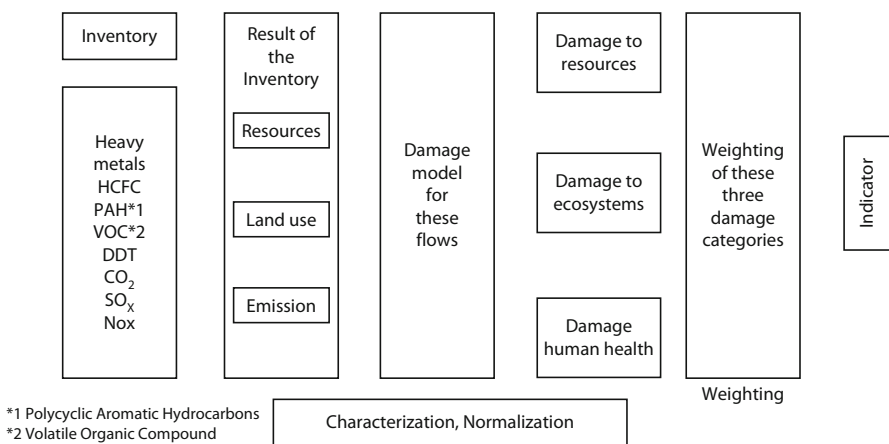 Inventory
Heavy
metals
HCFC
PAH*1
VOC*2
DDT
CO2
SOX
Nox
Result of
the
Inventory
Resources
Land use
Emission
Damage
model
for
these
flows
Damage to
resources
Damage to
ecosystems
Damage
human health
Weighting
of these
three
damage
categories
Weighting
Indicator
*1 Polycyclic Aromatic Hydrocarbons
*2 Volatile Organic Compound
Characterization, Normalization